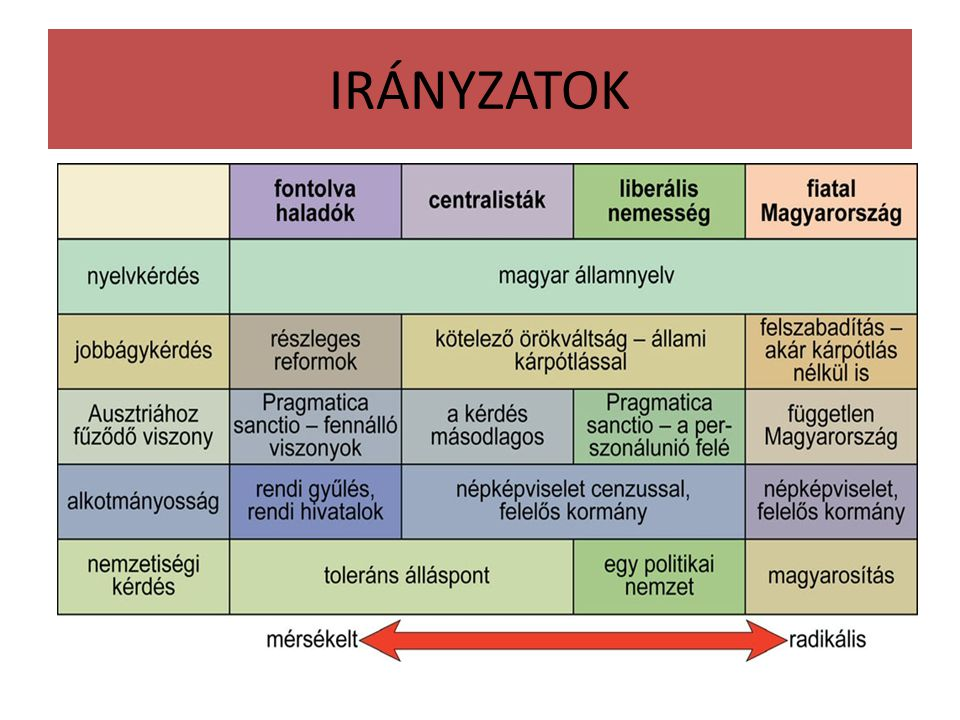 IRÁNYZATOK
fontolva
haladók
centralisták
liberális
nemesség
fiatal
Magyarország
nyelvkérdés
magyar államnyelv
jobbágykérdés
részleges
reformok
kötelező örökváltság – állami
kárpótlással
felszabadítás –
akár kárpótlás
nélkül is
Ausztriához
fűződő viszony
Pragmatica
sanctio – fennálló
viszonyok
a kérdés
másodlagos
Pragmatica
sanctio – a per-
szonálunió felé
független
Magyarország
alkotmányosság
rendi gyűlés,
rendi hivatalok
népképviselet cenzussal,
felelős kormány
népképviselet,
felelős kormány
nemzetiségi
kérdés
toleráns álláspont
egy politikai
nemzet
magyarosítás
mérsékelt
radikális